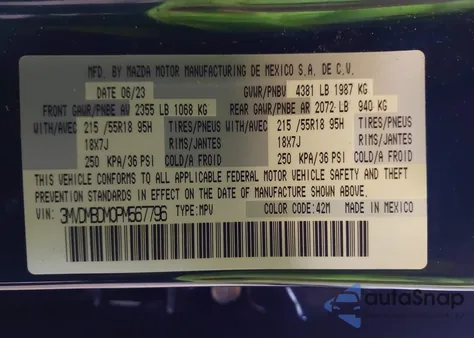 MFD. BY MAZDA MOTOR MANUFACTURING DE MEXICO S.A. DE C.V.
DATE 06/23 GVWR/PNBV 4381 LB 1987 KG
FRONT GAWR/PNBE AV 2355 LB 1068 KG REAR GAWR/PNBE AR 2072 LB 940 KG
WITH/AVEC 215 /55R18 95H TIRES/PNEUS WITH/AVEC 215 /55R18 95H TIRES/PNEUS
18X7J RIMS/JANTES 18X7J RIMS/JANTES
250 KPA/36 PSI COLD/A FROID 250 KPA/36 PSI COLD/A FROID
THIS VEHICLE CONFORMS TO ALL APPLICABLE FEDERAL MOTOR VEHICLE SAFETY AND THEFT
PREVENTION STANDARDS IN EFFECT ON THE DATE OF MANUFACTURE SHOWN ABOVE.
VIN: 3MVDMBDM0PM567796 TYPE:MPV COLOR CODE:42M MADE IN MEXICO
autoSnap